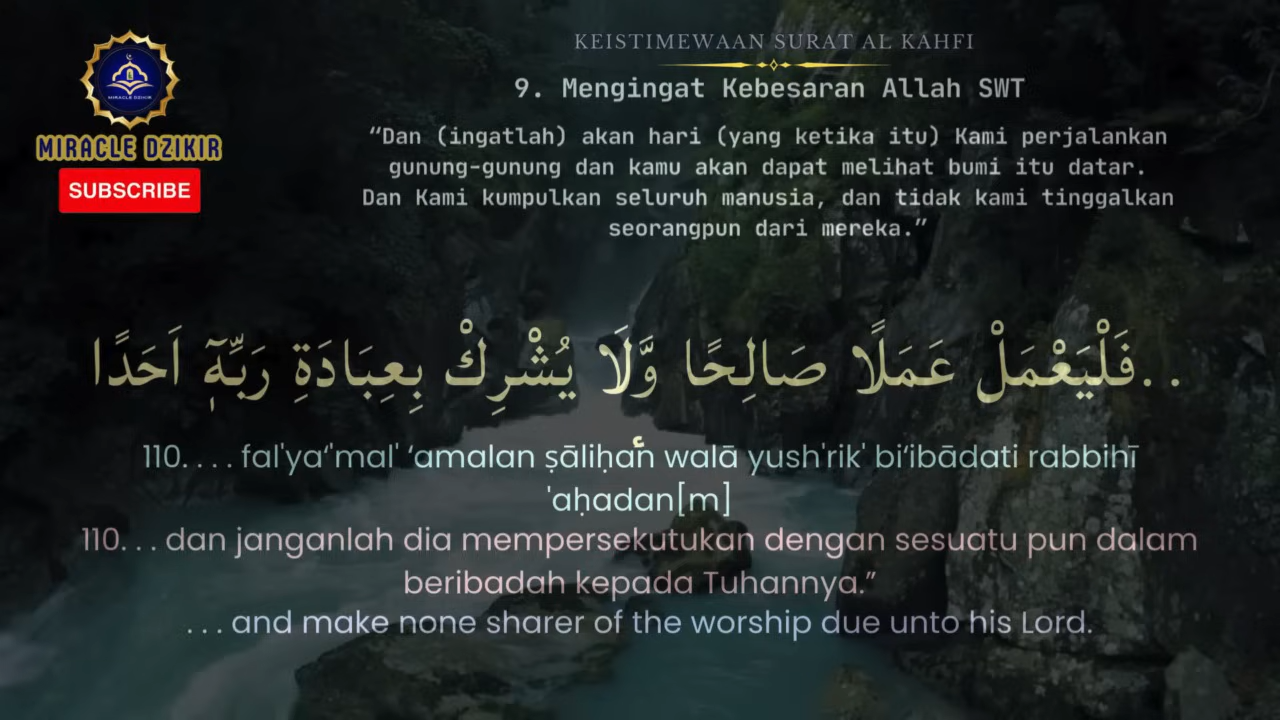 KEISTIMEWAAN SURAT AL KAHFI
9. Mengingat Kebesaran Allah SWT
“Dan (ingatlah) akan hari (yang ketika itu) Kami perjalankan
gunung-gunung dan kamu akan dapat melihat bumi itu datar.
Dan Kami kumpulkan seluruh manusia, dan tidak kami tinggalkan
seorangpun dari mereka.”
MIRACLE DZIKIR
MIRACLE DZIKIR
SUBSCRIBE
..فَلْيَعْمَلْ عَمَلًا صَالِحًا وَّلَا يُشْرِكْ بِعِبَادَةِ رَبِّهٖٓ اَحَدًا
110. . . . fal'ya‘'mal' ‘amalan ṣāliḥan walā yush'rik' bi‘ibādati rabbihī
'aḥadan[m]
110. . . dan janganlah dia mempersekutukan dengan sesuatu pun dalam
beribadah kepada Tuhannya.”
. . . and make none sharer of the worship due unto his Lord.